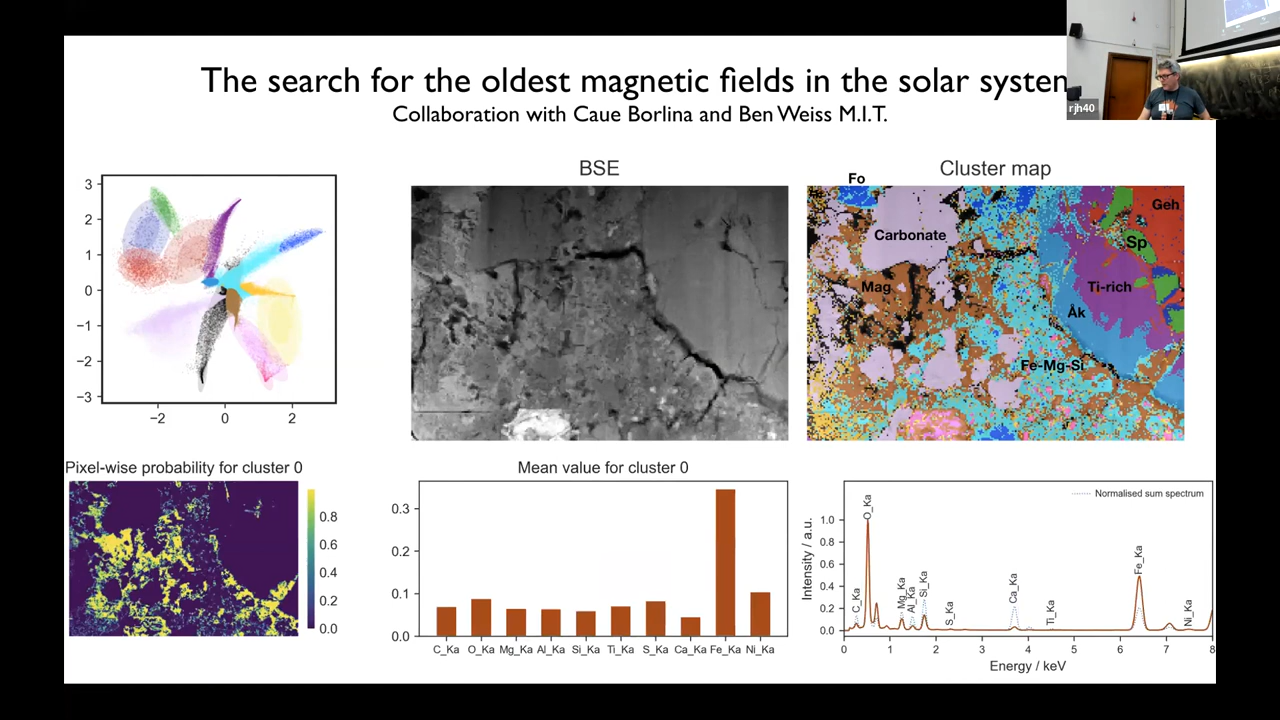 The search for the oldest magnetic fields in the solar system
Collaboration with Caue Borlina and Ben Weiss M.I.T.
rjh40
BSE
Cluster map
3
2
1
0
−1
−2
−3
−2
0
2
Fo
Carbonate
Geh
Sp
Mag
Ti-rich
Åk
Fe-Mg-Si
Pixel-wise probability for cluster 0
0.8
0.6
0.4
0.2
0.0
Mean value for cluster 0
0.3
0.2
0.1
0.0
C_Ka
O_Ka
Mg_Ka
Al_Ka
Si_Ka
Ti_Ka
S_Ka
Ca_Ka
Fe_Ka
Ni_Ka
Normalised sum spectrum
Intensity / a.u.
1.0
0.8
0.6
0.4
0.2
0.0
C_Ka
O_Ka
Mg_Ka
Al_Ka
Si_Ka
S_Ka
Ca_Ka
Ti_Ka
Fe_Ka
Ni_Ka
0
1
2
3
4
5
6
7
8
Energy / keV